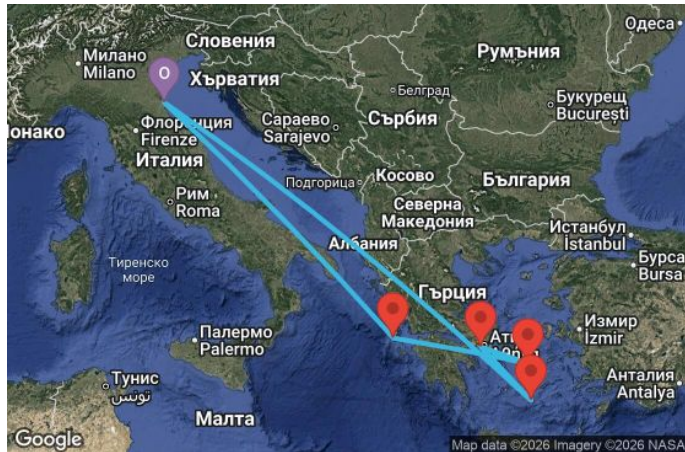 Одеса
Словения
Милано
Milano
Румъния
O
Хърватия
Белград
Букурещ
București
Флоренция
Firenze
Сараево
Sarajevo
Сърбия
Италия
Косово
Подгорица
България
Рим
Roma
Северна
Македония
Истанбул
İstanbul
Албания
Бурса
Bursa
Тиренско
море
Гърция
Палермо
Palermo
Измир
İzmir
Тунис
تونس
Анталия
Antalya
Малта
Google
Map data ©2026 Imagery ©2026 NASA